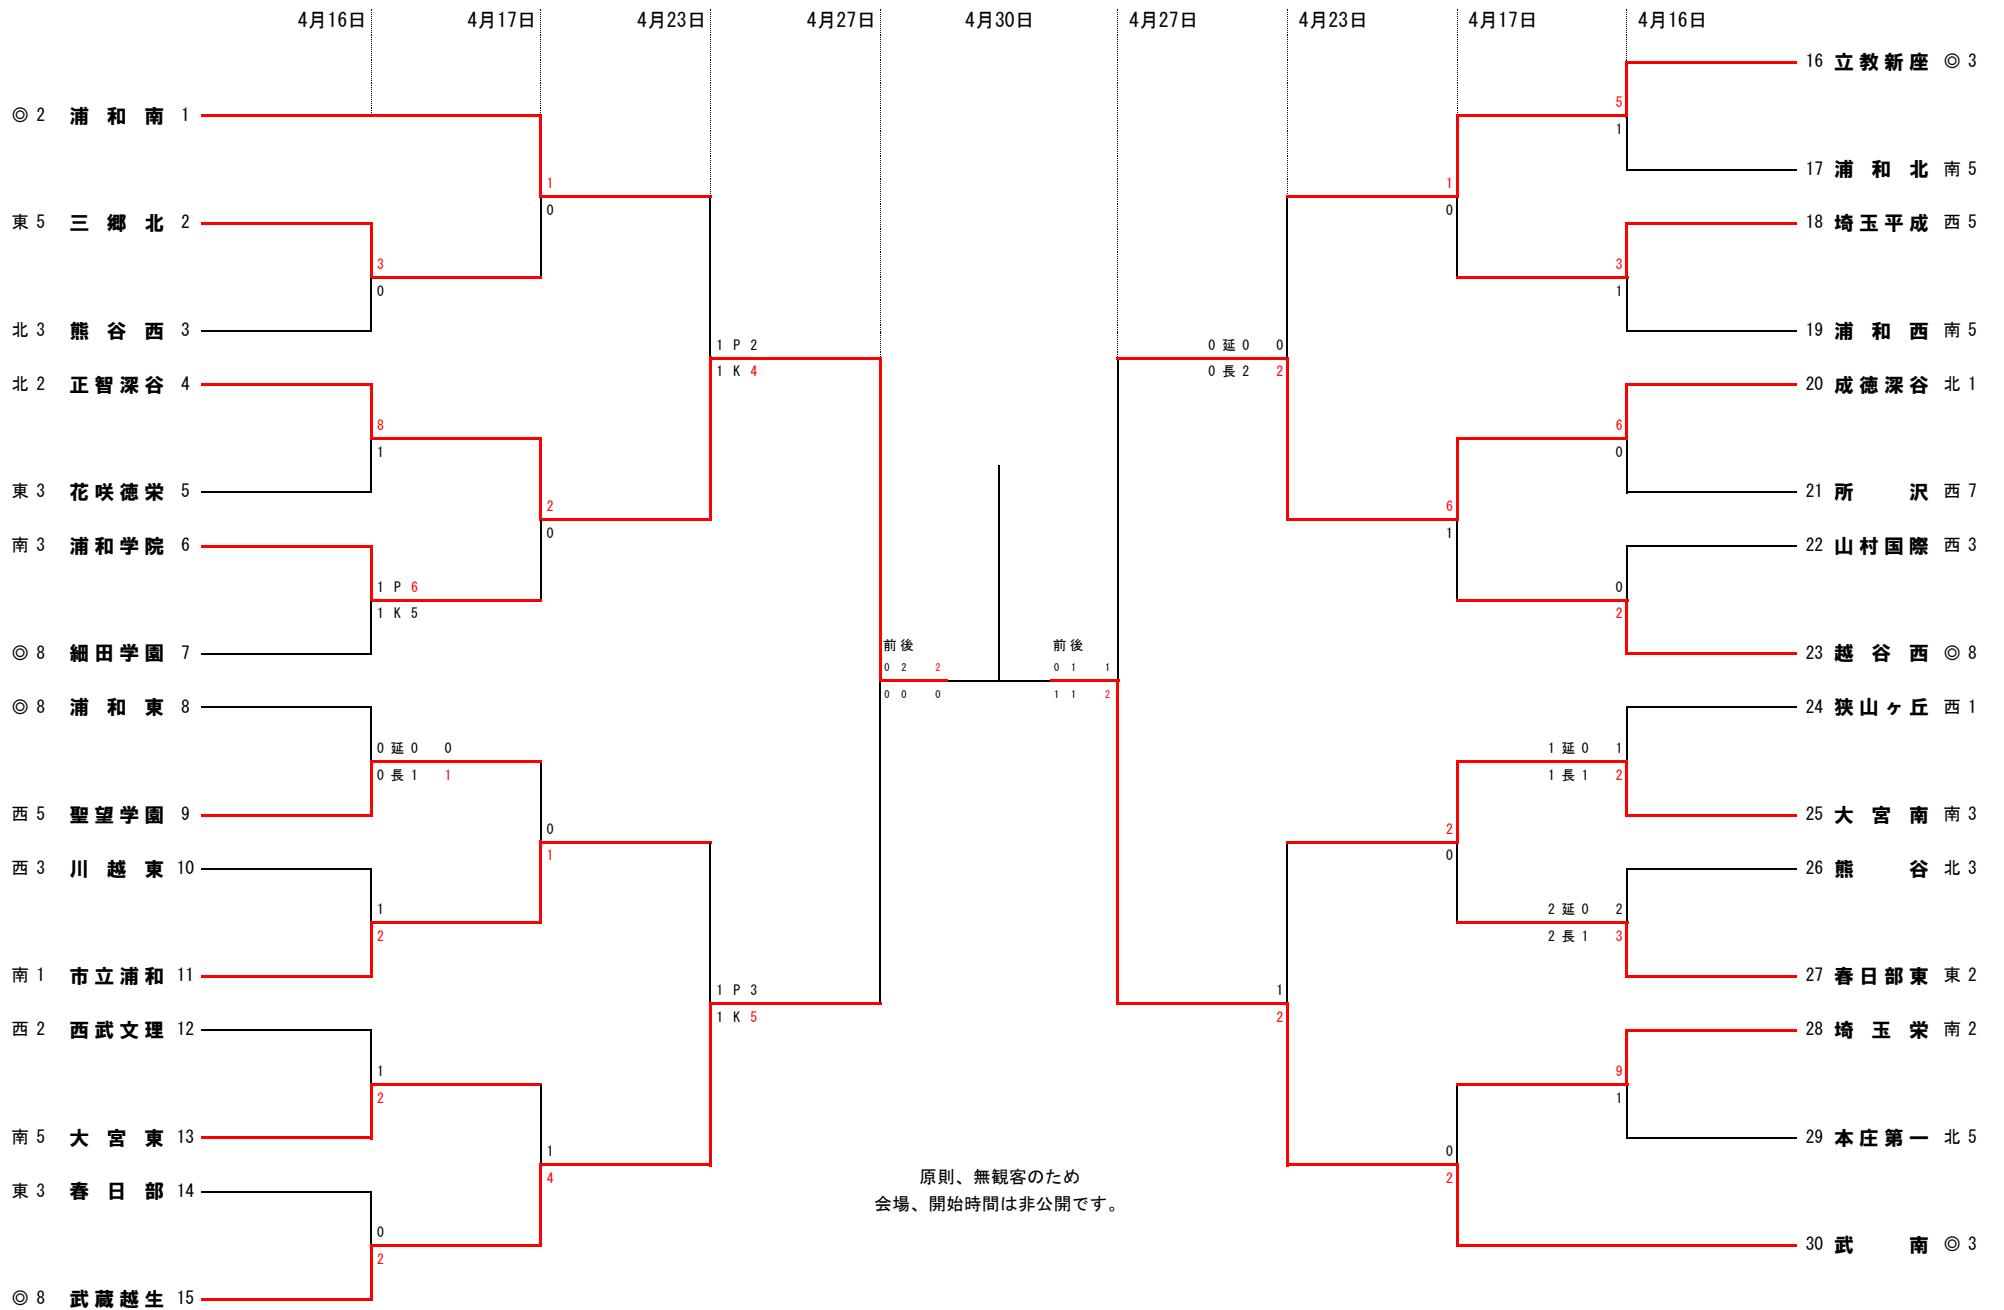 4月16日 4月17日 4月23日 4月27日 4月30日 4月27日 4月23日 4月17日 4月16日
16 立教新座 ◎ 3
5
◎ 2 浦和南 1
1
17 浦和北 南 5
1 1
0 0
東 5 三郷北 2
18 埼玉平成 西 5
3 3
0 1
北 3 熊谷西 3
19 浦和西 南 5
1 P 2 0 延 0 0
1 K 4 0 長 2 2
北 2 正智深谷 4
20 成徳深谷 北 1
8 6
1 0
東 3 花咲徳栄 5
21 所沢 西 7
2 6
0 1
南 3 浦和学院 6
22 山村国際 西 3
1 P 6 0
1 K 5 2
前後 前後
◎ 8 細田学園 7
23 越谷西 ◎ 8
0 2 2 0 1 1
0 0 0 1 1 2
◎ 8 浦和東 8
24 狭山ヶ丘 西 1
0 延 0 0 1 延 0 1
0 長 1 1 1 長 1 2
西 5 聖望学園 9
25 大宮南 南 3
0 2
1 0
西 3 川越東 10
26 熊谷 北 3
1 2 延 0 2
2 2 長 1 3
南 1 市立浦和 11
27 春日部東 東 2
1 P 3 1
1 K 5 2
西 2 西武文理 12
28 埼玉栄 南 2
1 9
2 1
南 5 大宮東 13
29 本庄第一 北 5
1 0
4 2
原則、無観客のため
会場、開始時間は非公開です。
東 3 春日部 14
0
2
30 武南 ◎ 3
◎ 8 武蔵越生 15